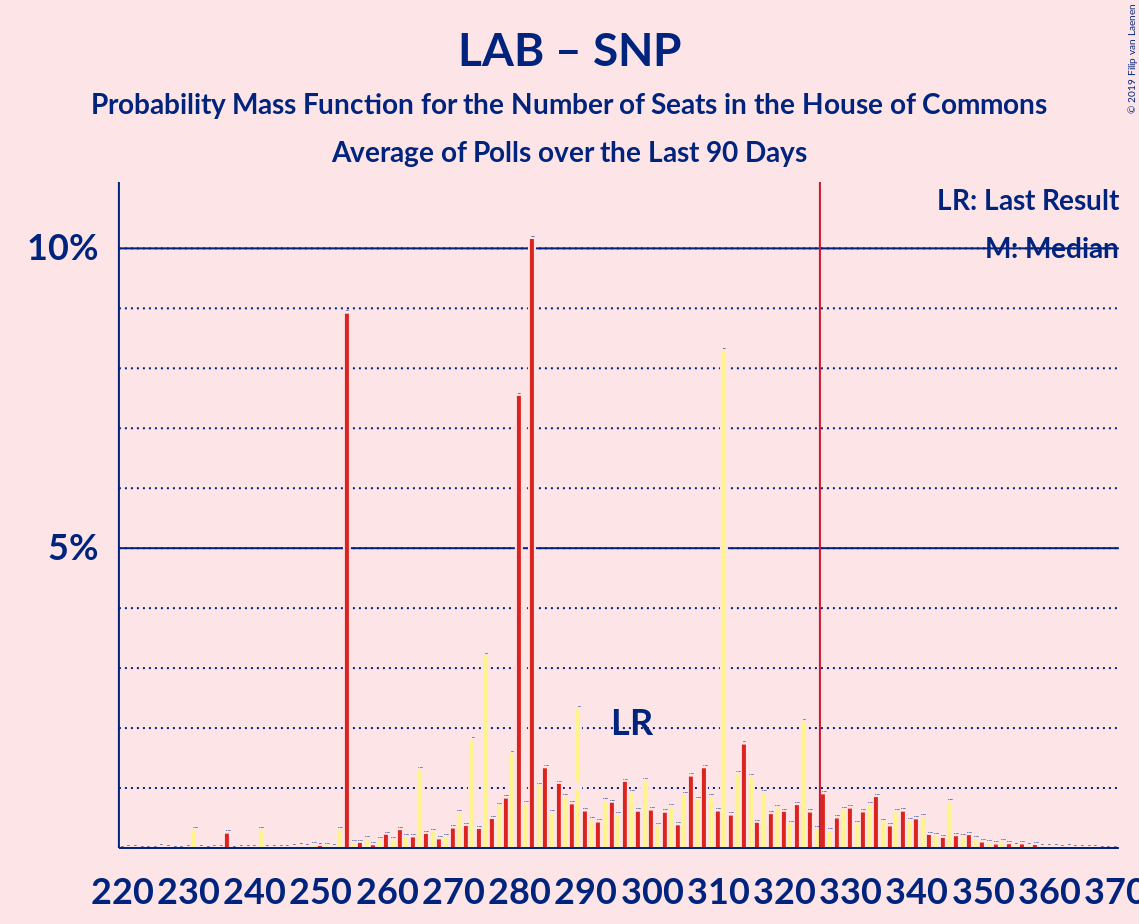 LAB – SNP
Probability Mass Function for the Number of Seats in the House of Commons
Average of Polls over the Last 90 Days
© 2019 Filip van Laenen
LR: Last Result
M: Median
10%
5%
LR
220 230 240 250 260 270 280 290 300 310 320 330 340 350 360 370